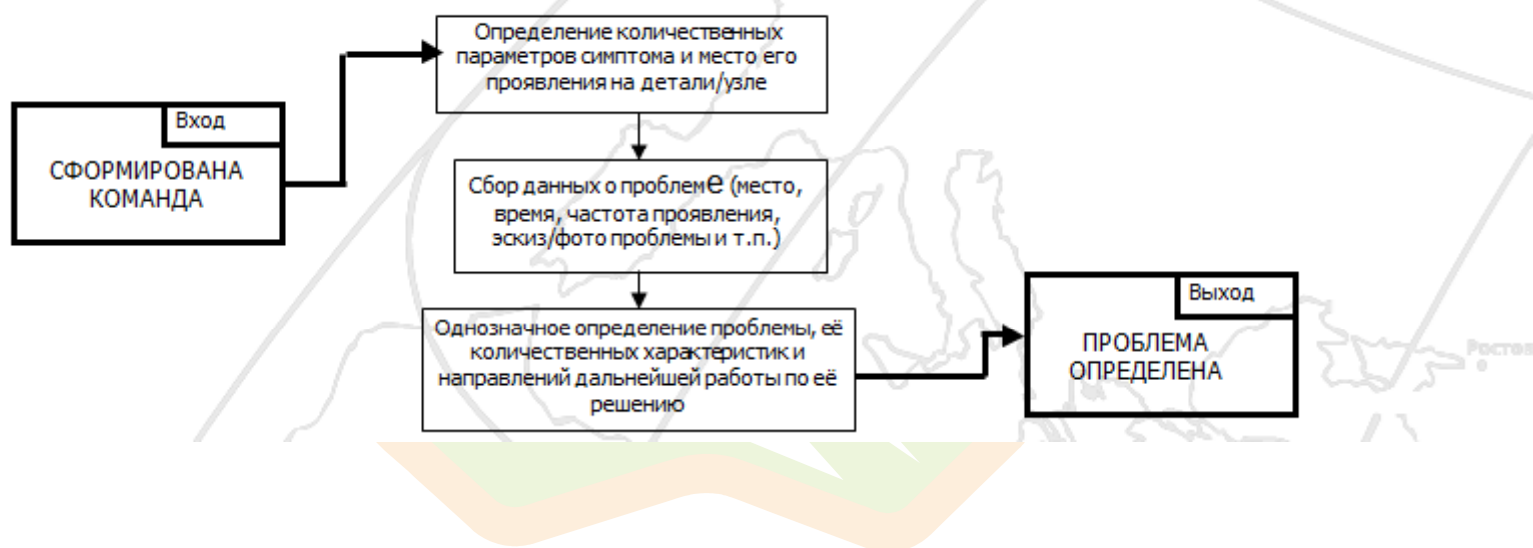 Определение количественных
параметров симптома и место его
проявления на детали/узле
Вход
СФОРМИРОВАНА
КОМАНДА
Сбор данных о проблеме (место,
время, частота проявления,
эскиз/фото проблемы и т.п.)
Однозначное определение проблемы, её
количественных характеристик и
направлений дальнейшей работы по её
решению
Выход
ПРОБЛЕМА
ОПРЕДЕЛЕНА